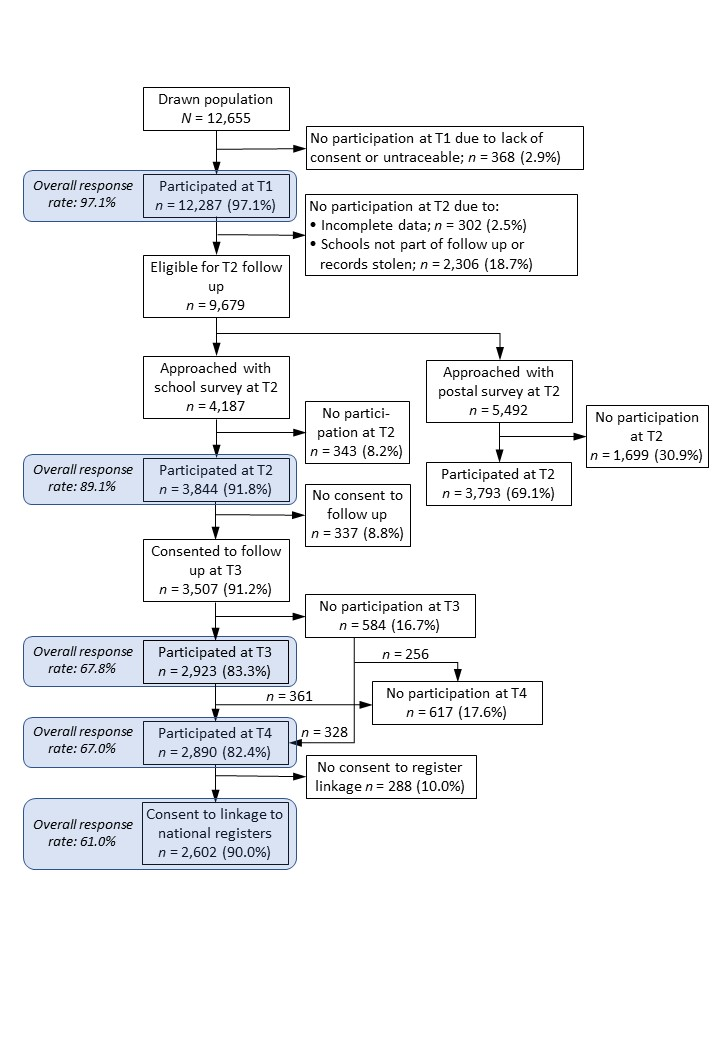 Drawn population
N = 12,655
No participation at T1 due to lack of
consent or untraceable; n = 368 (2.9%)
Overall response
rate: 97.1%
Participated at T1
n = 12,287 (97.1%)
No participation at T2 due to:
• Incomplete data; n = 302 (2.5%)
• Schools not part of follow up or
records stolen; n = 2,306 (18.7%)
Eligible for T2 follow
up
n = 9,679
Approached with
school survey at T2
n = 4,187
Approached with
postal survey at T2
n = 5,492
No partici-
pation at T2
n = 343 (8.2%)
No participation
at T2
n = 1,699 (30.9%)
Overall response
rate: 89.1%
Participated at T2
n = 3,844 (91.8%)
Participated at T2
n = 3,793 (69.1%)
No consent to
follow up
n = 337 (8.8%)
Consented to follow
up at T3
n = 3,507 (91.2%)
No participation at T3
n = 584 (16.7%)
Overall response
rate: 67.8%
Participated at T3
n = 2,923 (83.3%)
n = 256
n = 361
No participation at T4
n = 617 (17.6%)
Overall response
rate: 67.0%
Participated at T4
n = 2,890 (82.4%)
n = 328
No consent to register
linkage n = 288 (10.0%)
Overall response
rate: 61.0%
Consent to linkage to
national registers
n = 2,602 (90.0%)